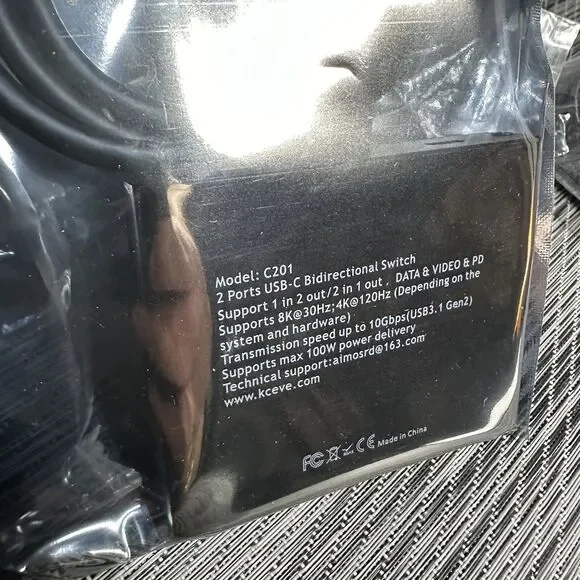 Model: C201
2 Ports USB-C Bidirectional Switch
Support 1 in 2 out/2 in 1 out , DATA & VIDEO & PD
Supports 8K@30Hz;4K@120Hz (Depending on the
system and hardware)
Transmission speed up to 10Gbps(USB3.1 Gen2)
Supports max 100W power delivery
Technical support:aimosrd@163.com
www.kceve.com
FC CE Made in China